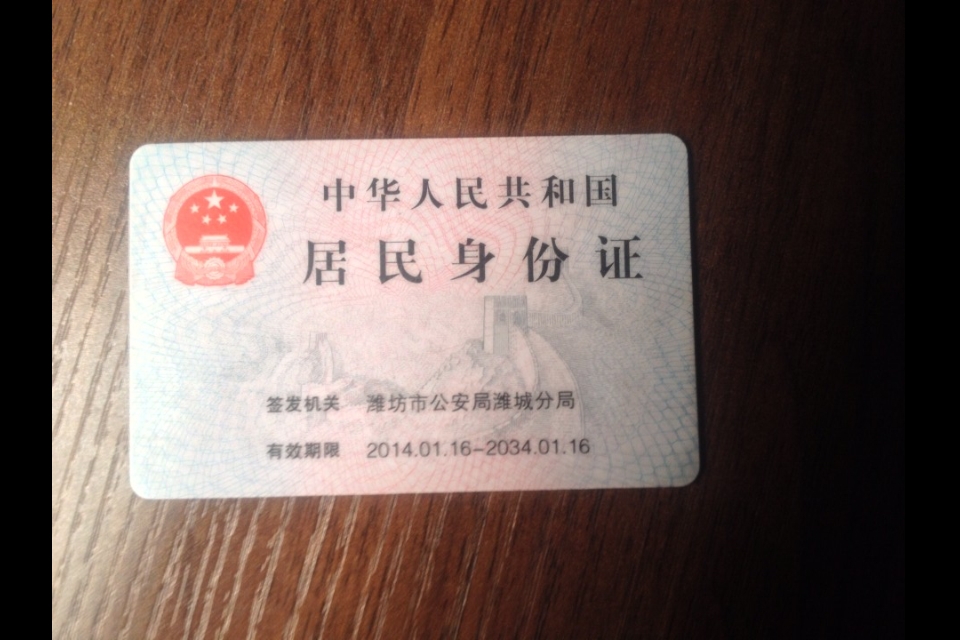 中华人民共和国
居民身份证
签发机关 潍坊市公安局潍城分局
有效期限 2014.01.16-2034.01.16